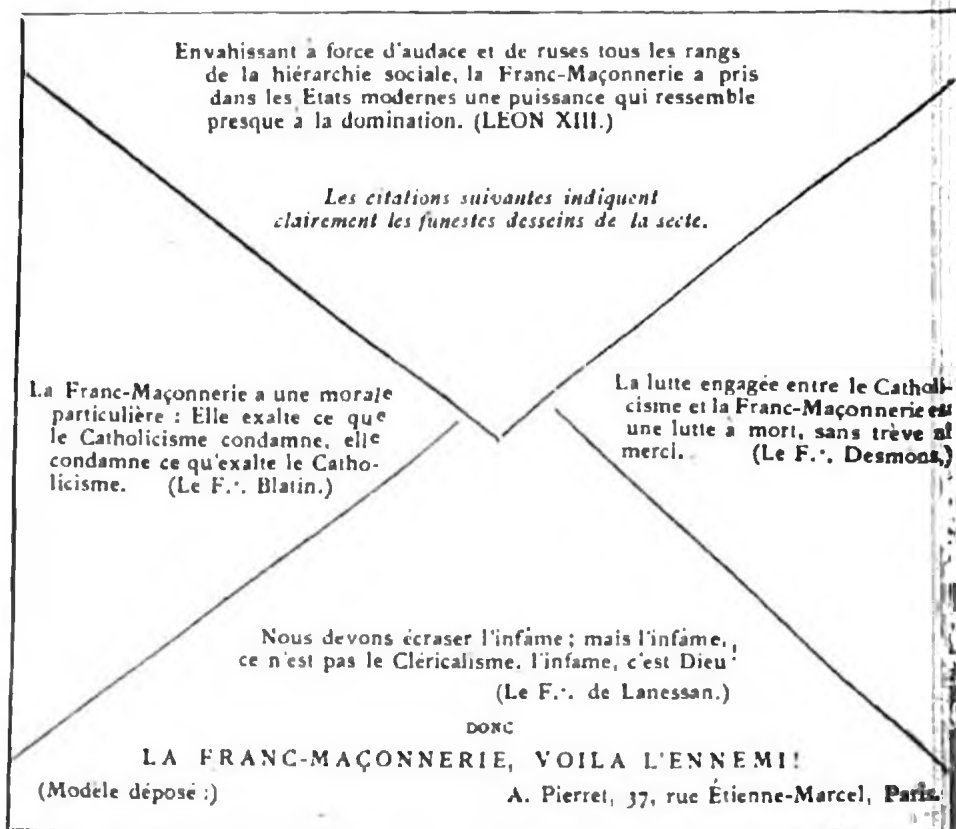 Envahissant à force d'audace et de ruses tous les rangs
de la hiérarchie sociale, la Franc-Maçonnerie a pris
dans les Etats modernes une puissance qui ressemble
presque à la domination. (LÉON XIII.)
Les citations suivantes indiquent
clairement les funestes desseins de la secte.
La Franc-Maçonnerie a une morale
particulière : Elle exalte ce que
le Catholicisme condamne, elle
condamne ce qu'exalte le Catho-
licisme. (Le F∴ Blatin.)
La lutte engagée entre le Catholi-
cisme et la Franc-Maçonnerie est
une lutte à mort, sans trève ni
merci. (Le F∴ Desmons.)
Nous devons écraser l'infâme ; mais l'infâme,
ce n'est pas le Cléricalisme, l'infame, c'est Dieu !
(Le F∴ de Lanessan.)
DONC
LA FRANC-MAÇONNERIE, VOILA L'ENNEMI !
(Modèle déposé :)
A. Pierret, 37, rue Étienne-Marcel, Paris.